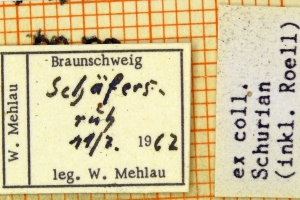 Braunschweig
Schäfers-
ruh
11/7. 1962
leg. W. Mehlau
W. Mehlau
ex coll.
Schurian
(inkl. Roell)